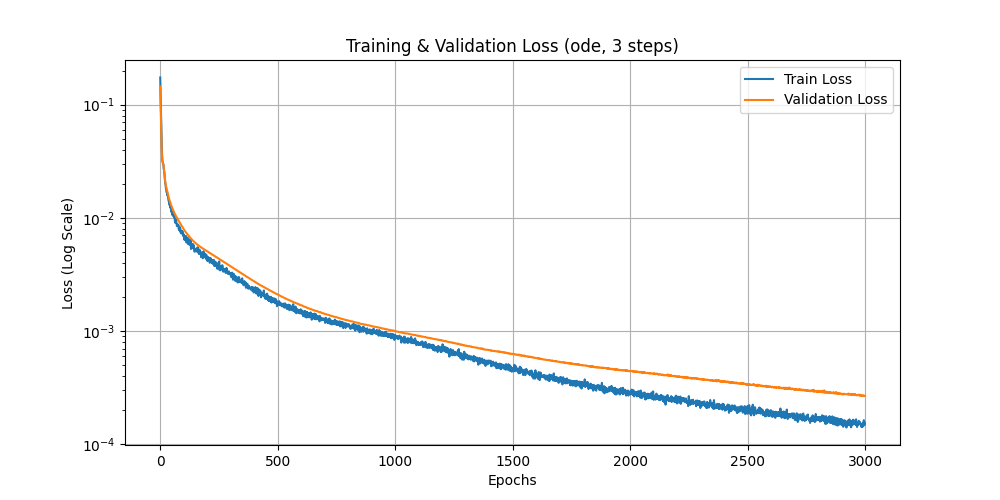 Training & Validation Loss (ode, 3 steps)
Train Loss
Validation Loss
Loss (Log Scale)
10⁻¹
10⁻²
10⁻³
10⁻⁴
0 500 1000 1500 2000 2500 3000
Epochs